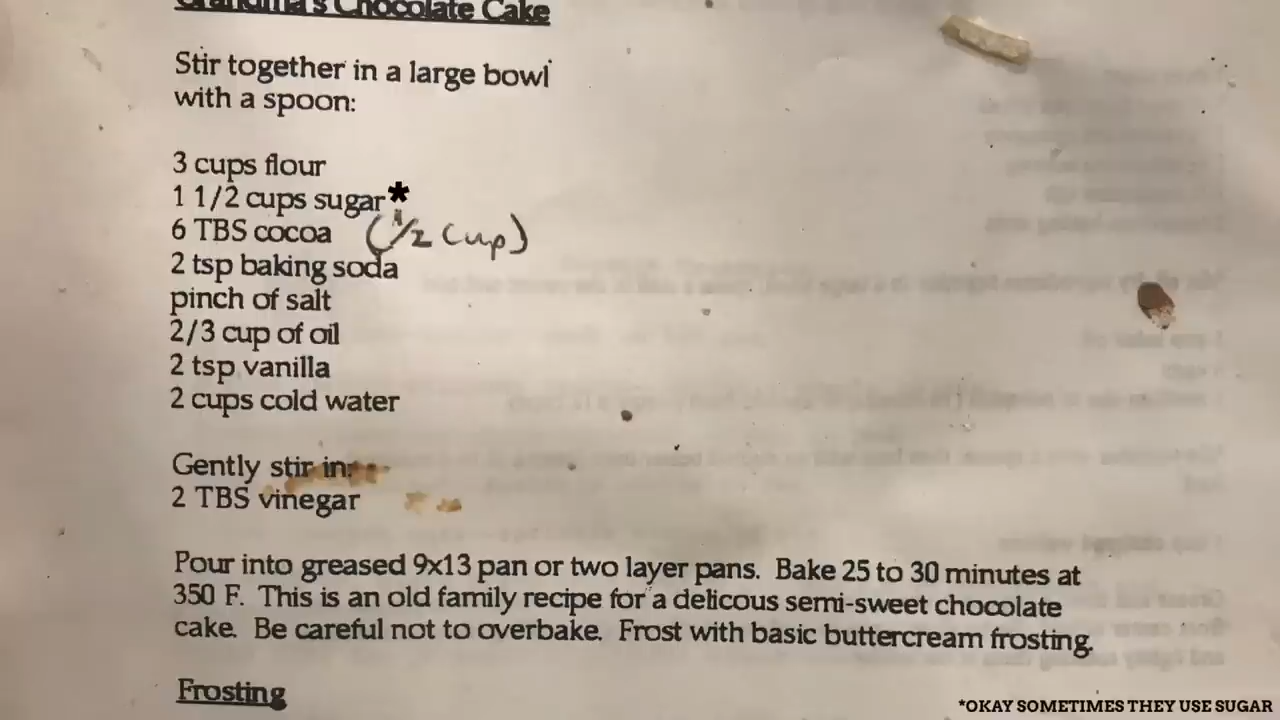 Grandma's Chocolate Cake
Stir together in a large bowl
with a spoon:
3 cups flour
1 1/2 cups sugar*
6 TBS cocoa (1/2 cup)
2 tsp baking soda
pinch of salt
2/3 cup of oil
2 tsp vanilla
2 cups cold water
Gently stir in:
2 TBS vinegar
Pour into greased 9x13 pan or two layer pans. Bake 25 to 30 minutes at
350 F. This is an old family recipe for a delicous semi-sweet chocolate
cake. Be careful not to overbake. Frost with basic buttercream frosting.
Frosting
*OKAY SOMETIMES THEY USE SUGAR